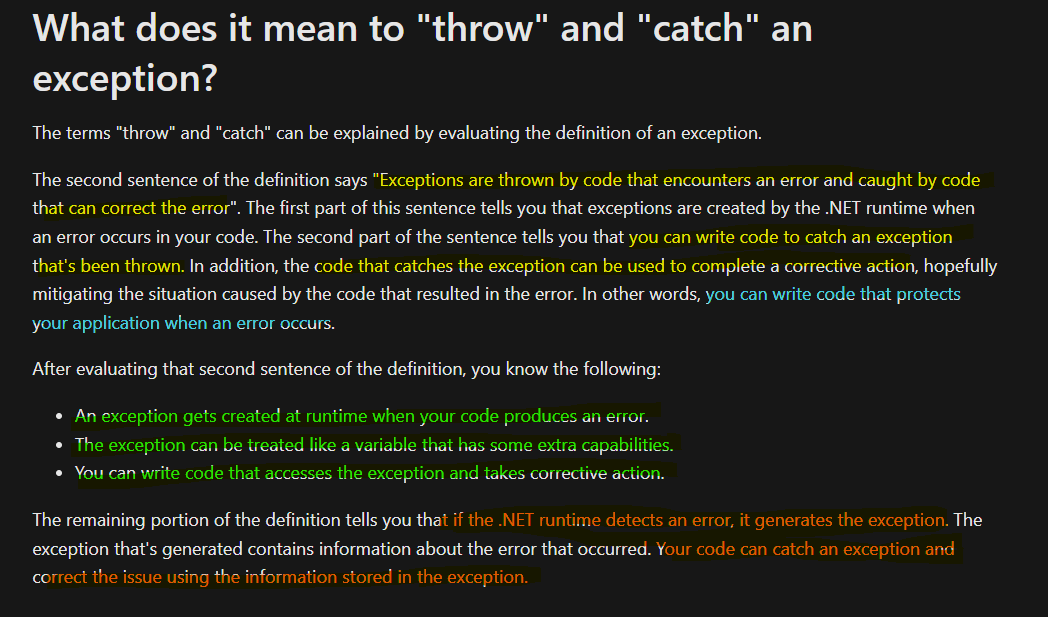 What does it mean to "throw" and "catch" an
exception?
The terms "throw" and "catch" can be explained by evaluating the definition of an exception.
The second sentence of the definition says "Exceptions are thrown by code that encounters an error and caught by code
that can correct the error". The first part of this sentence tells you that exceptions are created by the .NET runtime when
an error occurs in your code. The second part of the sentence tells you that you can write code to catch an exception
that's been thrown. In addition, the code that catches the exception can be used to complete a corrective action, hopefully
mitigating the situation caused by the code that resulted in the error. In other words, you can write code that protects
your application when an error occurs.
After evaluating that second sentence of the definition, you know the following:
• An exception gets created at runtime when your code produces an error.
• The exception can be treated like a variable that has some extra capabilities.
• You can write code that accesses the exception and takes corrective action.
The remaining portion of the definition tells you that if the .NET runtime detects an error, it generates the exception. The
exception that's generated contains information about the error that occurred. Your code can catch an exception and
correct the issue using the information stored in the exception.